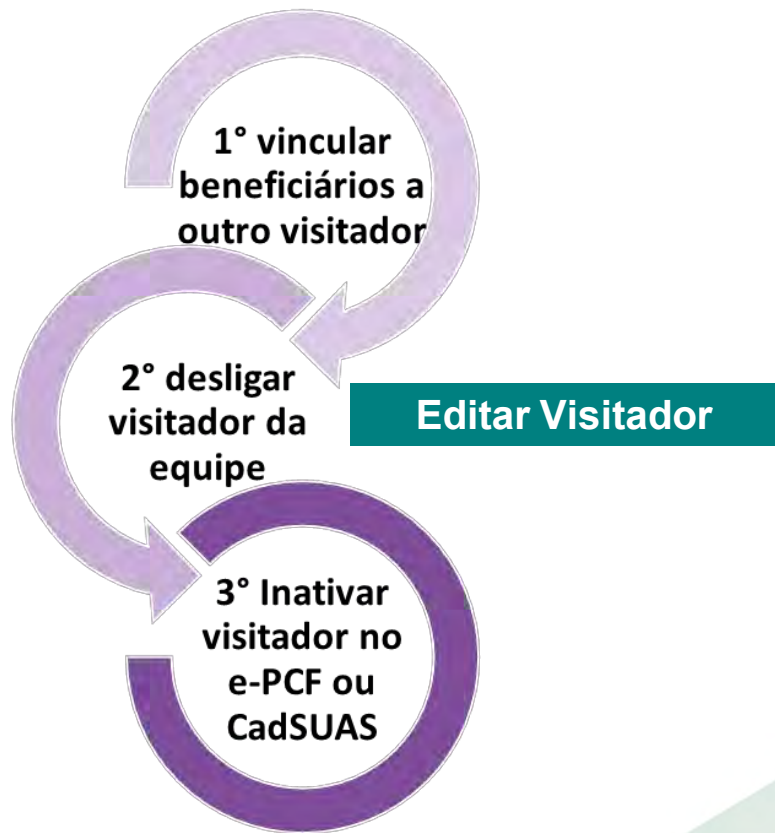 1° vincular
beneficiários a
outro visitador
2° desligar
visitador da
equipe
Editar Visitador
3° Inativar
visitador no
e-PCF ou
CadSUAS